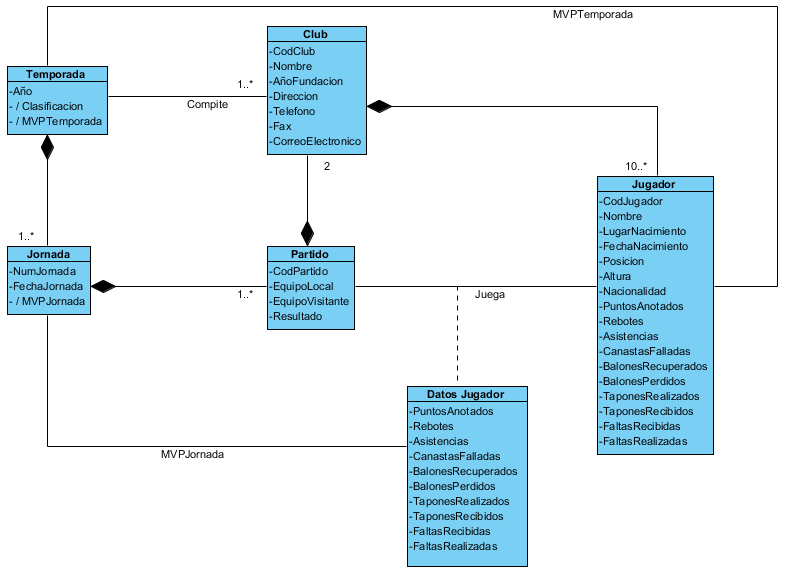 MVPTemporada
Club
-CodClub
-Nombre
-AñoFundacion
-Direccion
-Telefono
-Fax
-CorreoElectronico
Temporada
-Año
- / Clasificacion
- / MVPTemporada
1..*
Compite
2
10..*
Jugador
-CodJugador
-Nombre
-LugarNacimiento
-FechaNacimiento
-Posicion
-Altura
-Nacionalidad
-PuntosAnotados
-Rebotes
-Asistencias
-CanastasFalladas
-BalonesRecuperados
-BalonesPerdidos
-TaponesRealizados
-TaponesRecibidos
-FaltasRecibidas
-FaltasRealizadas
1..*
Jornada
-NumJornada
-FechaJornada
- / MVPJornada
1..*
Partido
-CodPartido
-EquipoLocal
-EquipoVisitante
-Resultado
Juega
Datos Jugador
-PuntosAnotados
-Rebotes
-Asistencias
-CanastasFalladas
-BalonesRecuperados
-BalonesPerdidos
-TaponesRealizados
-TaponesRecibidos
-FaltasRecibidas
-FaltasRealizadas
MVPJornada